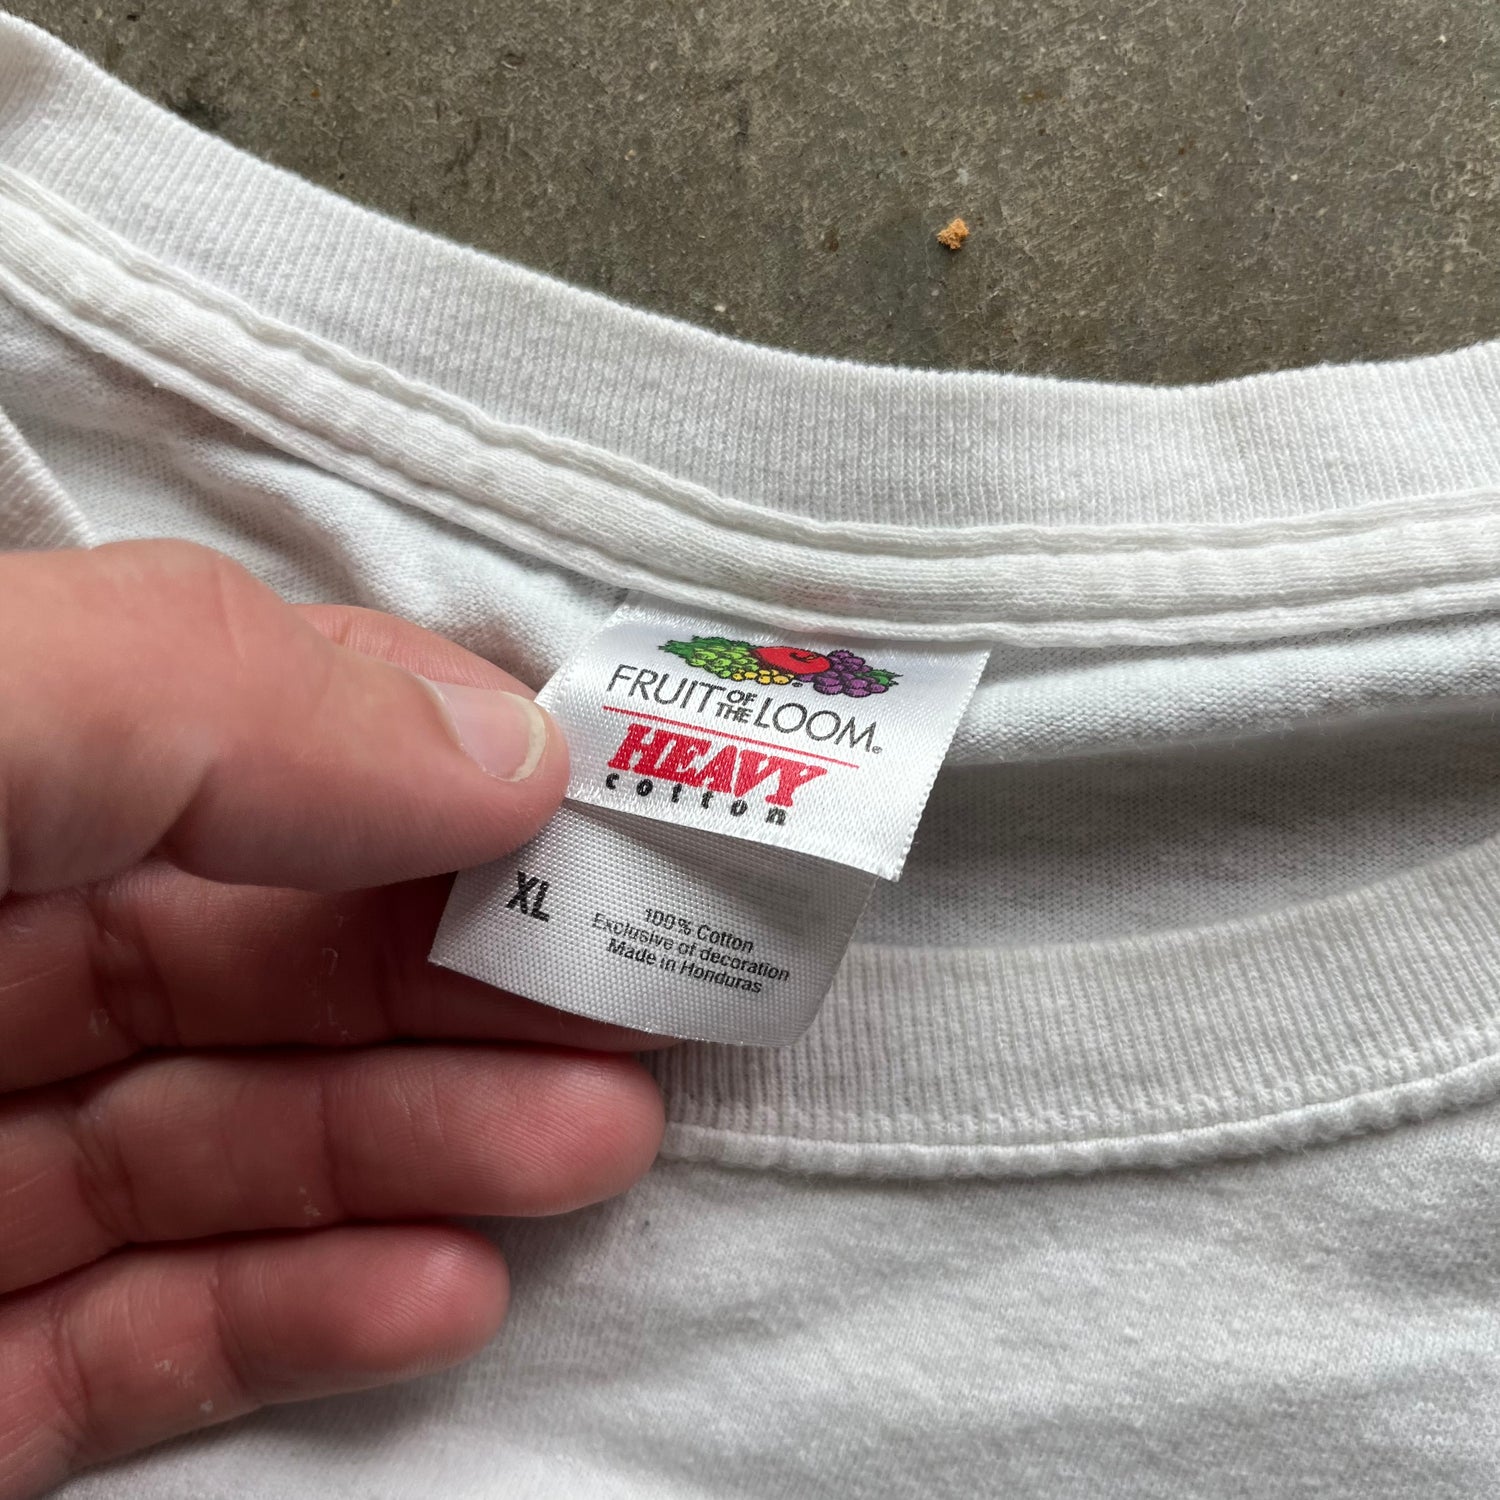 FRUIT OF THE LOOM®
HEAVY
cotton
XL
100% Cotton
Exclusive of decoration
Made in Honduras